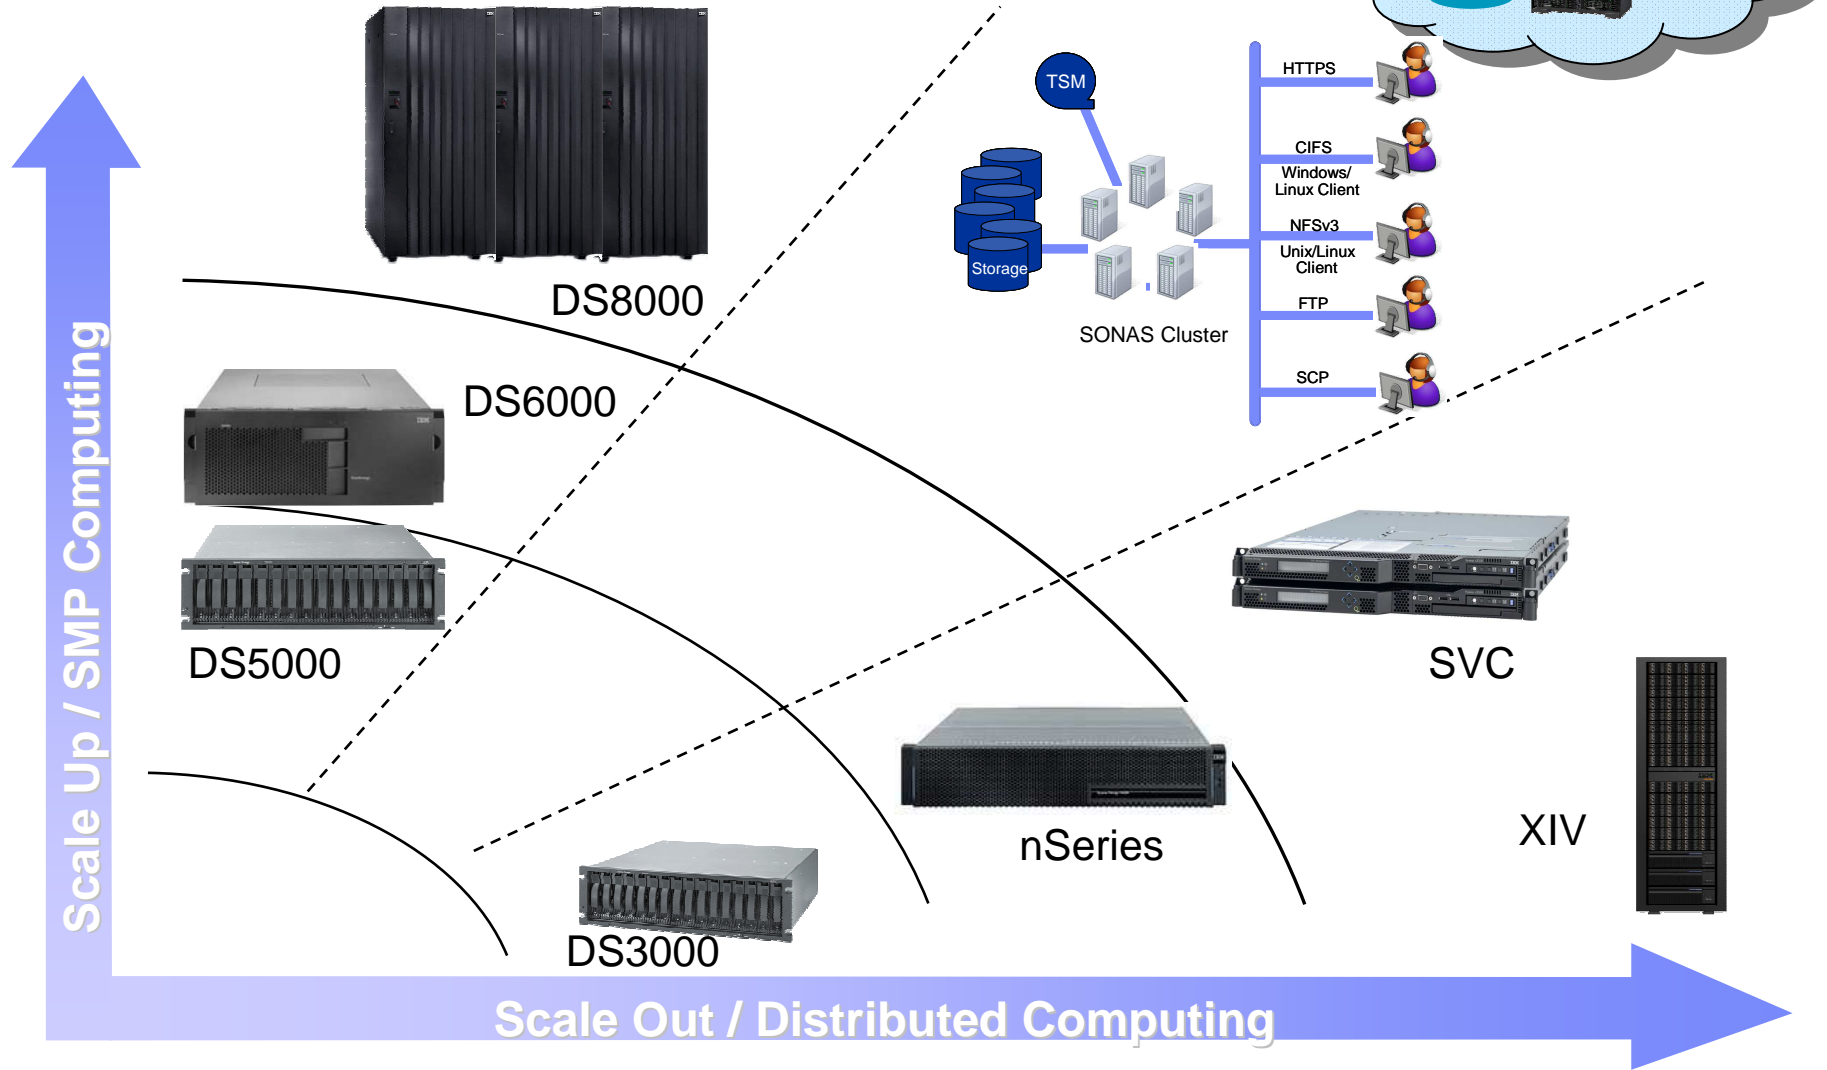 HTTPS
TSM
CIFS
Windows/
Linux Client
NFSv3
Unix/Linux
Client
Storage
FTP
DS8000
SONAS Cluster
SCP
DS6000
DS5000
SVC
nSeries
XIV
DS3000
Scale Up / SMP Computing
Scale Out / Distributed Computing